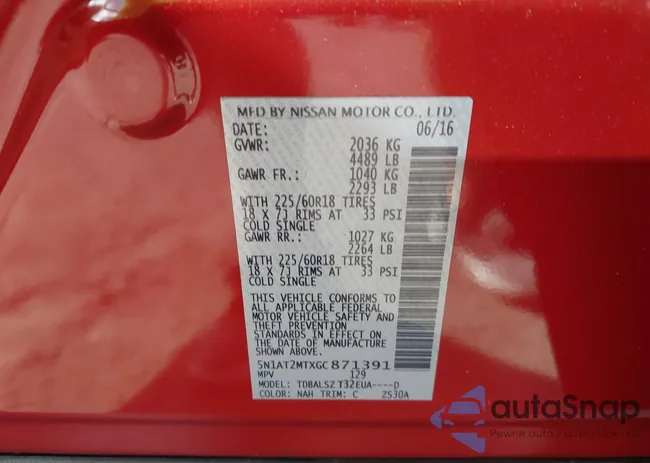 MFD BY NISSAN MOTOR CO., LTD.
DATE: 06/16
GVWR: 2036 KG
4489 LB
GAWR FR.: 1040 KG
2293 LB
WITH 225/60R18 TIRES
18 X 7J RIMS AT 33 PSI
COLD SINGLE
GAWR RR.: 1027 KG
2264 LB
WITH 225/60R18 TIRES
18 X 7J RIMS AT 33 PSI
COLD SINGLE
THIS VEHICLE CONFORMS TO
ALL APPLICABLE FEDERAL
MOTOR VEHICLE SAFETY AND
THEFT PREVENTION
STANDARDS IN EFFECT ON
THE DATE OF MANUFACTURE
SHOWN ABOVE.
5N1AT2MTXGC871391
MPV 129
MODEL: TDBALSZ T32EUA----D
COLOR: NAH TRIM: C ZS30A
autaSnap
Pewne auta z